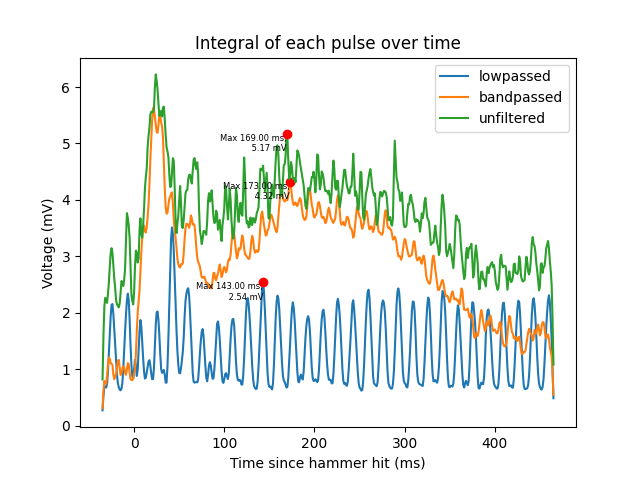 Integral of each pulse over time
lowpassed
bandpassed
unfiltered
Max 169.00 ms,
5.17 mV
Max 173.00 ms,
4.32 mV
Max 143.00 ms,
2.54 mV
Voltage (mV)
6
5
4
3
2
1
0
0
100
200
300
400
Time since hammer hit (ms)